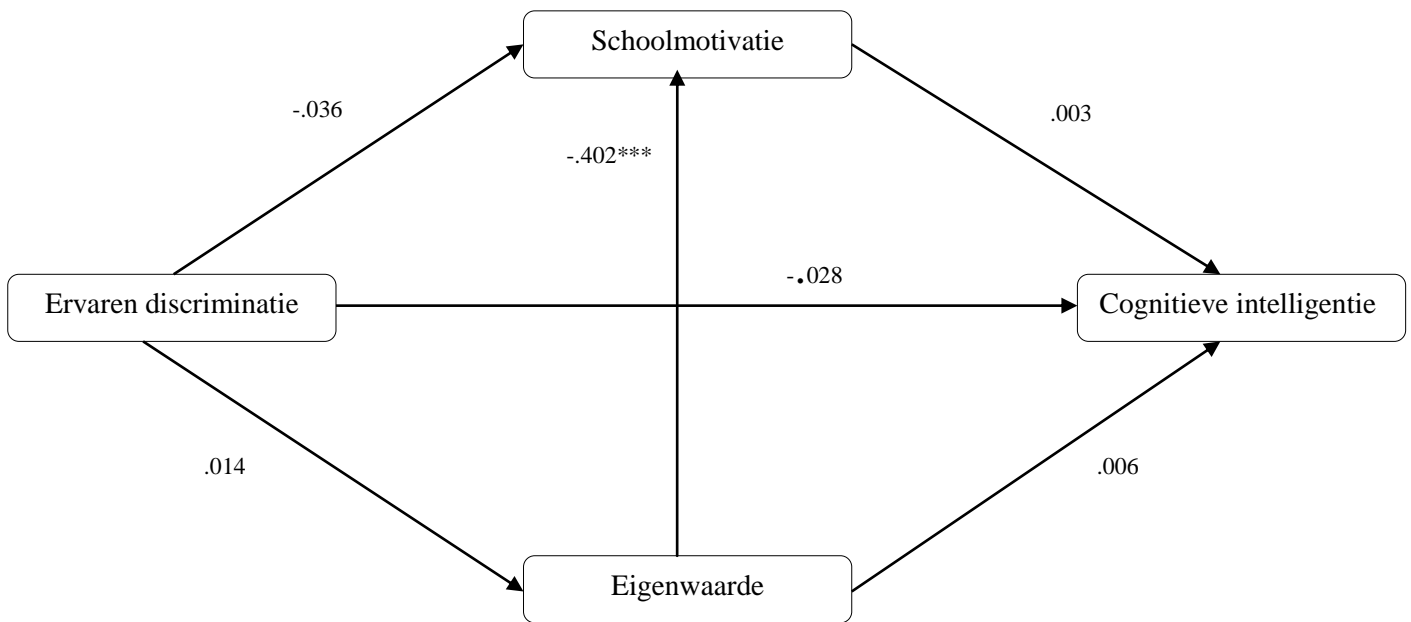 Schoolmotivatie
-.036
.003
-.402***
-.028
Ervaren discriminatie
Cognitieve intelligentie
.014
.006
Eigenwaarde